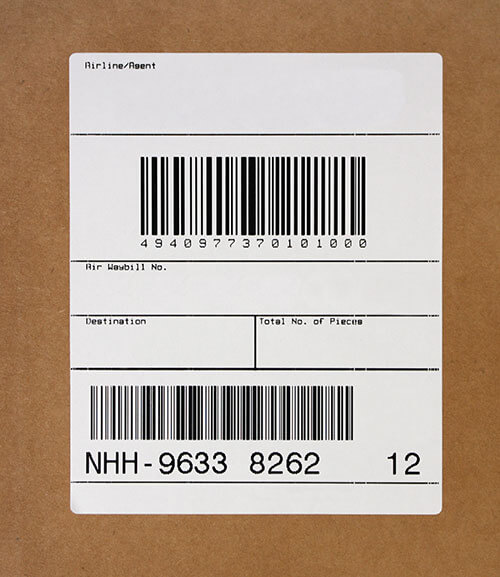 Airline/Agent
4940977370101000
Air Waybill No.
Destination Total No. of Pieces
NHH-9633 8262 12